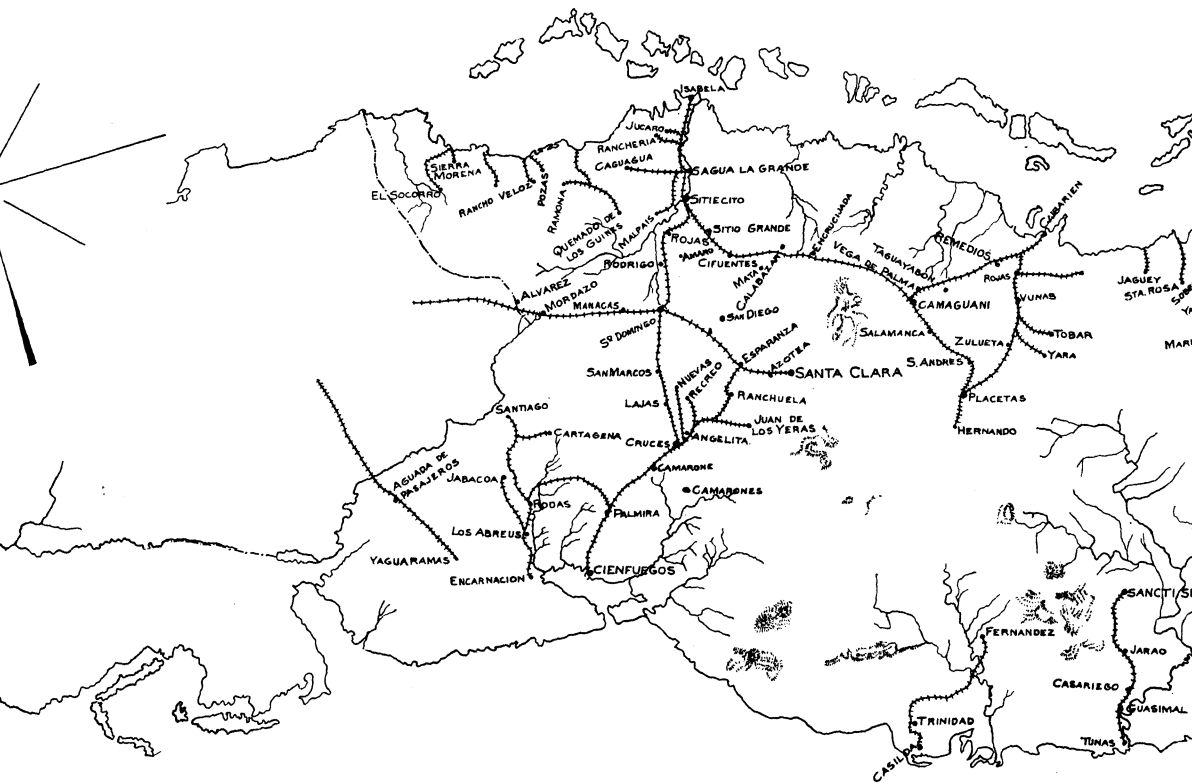 ISABELA
JUCARO
RANCHERIA
CAGUAGUA
SAGUA LA GRANDE
SIERRA
MORENA
EL SOCORRO
RANCHO VELOZ
POZAS
RAMONA
QUEMADO DE
LOS GUIRES
MALPAIS
SITIECITO
SITIO GRANDE
ROJAS
AMARO
RODRIGO
CIFUENTES
MATA
CALABAZAR
ENCRUCIJADA
VEGA DE PALMA
TAGUAYABON
REMEDIOS
CAIBARIEN
ROJAS
CAMAGUANI
VUNAS
JAGUEY
STA. ROSA
ALVAREZ
MORDAZO
MANACAS
STO DOMINGO
SAN DIEGO
ESPARANZA
AZOTEA
SALAMANCA
ZULUETA
TOBAR
YARA
S. ANDRES
SANTA CLARA
SAN MARCOS
NUEVAS
RECREO
RANCHUELA
PLACETAS
LAJAS
SANTIAGO
JUAN DE
LOS YERAS
HERNANDO
CARTAGENA
CRUCES
ANGELITA.
AGUADA DE
PASAJEROS
JABACOA
CAMARONE
CAMARONES
RODAS
PALMIRA
LOS ABREUS
YAGUARAMAS
ENCARNACION
CIENFUEGOS
SANCTI
FERNANDEZ
JARAO
CASARIEGO
GUASIMAL
TRINIDAD
TUNAS
CASILDA